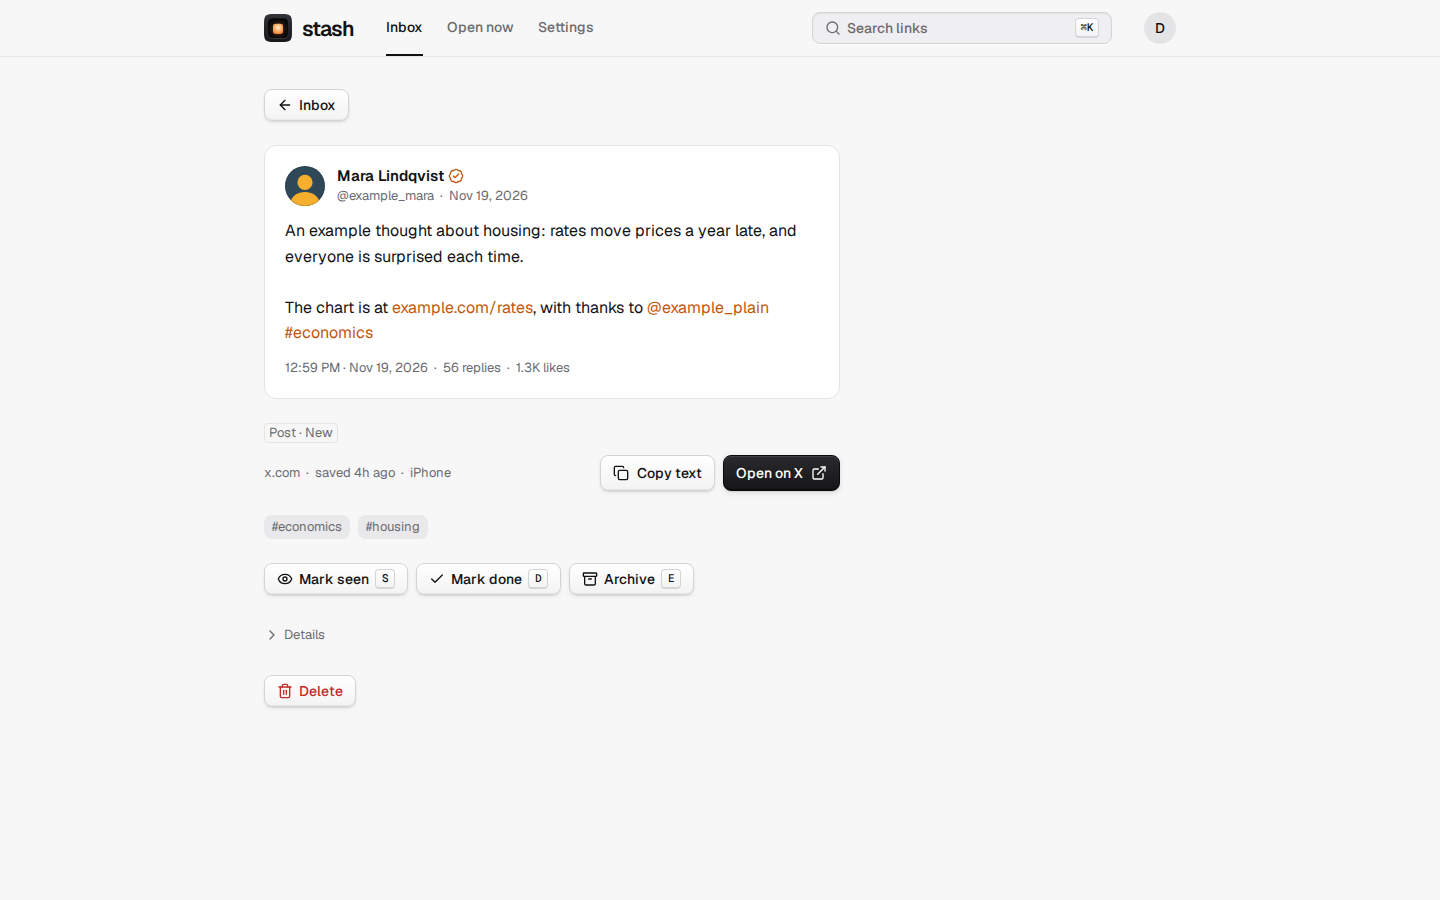 stash Inbox Open now Settings Search links ⌘K D
Inbox
Mara Lindqvist
@example_mara · Nov 19, 2026
An example thought about housing: rates move prices a year late, and
everyone is surprised each time.
The chart is at example.com/rates, with thanks to @example_plain
#economics
12:59 PM · Nov 19, 2026 · 56 replies · 1.3K likes
Post · New
x.com · saved 4h ago · iPhone Copy text Open on X
#economics #housing
Mark seen S Mark done D Archive E
Details
Delete